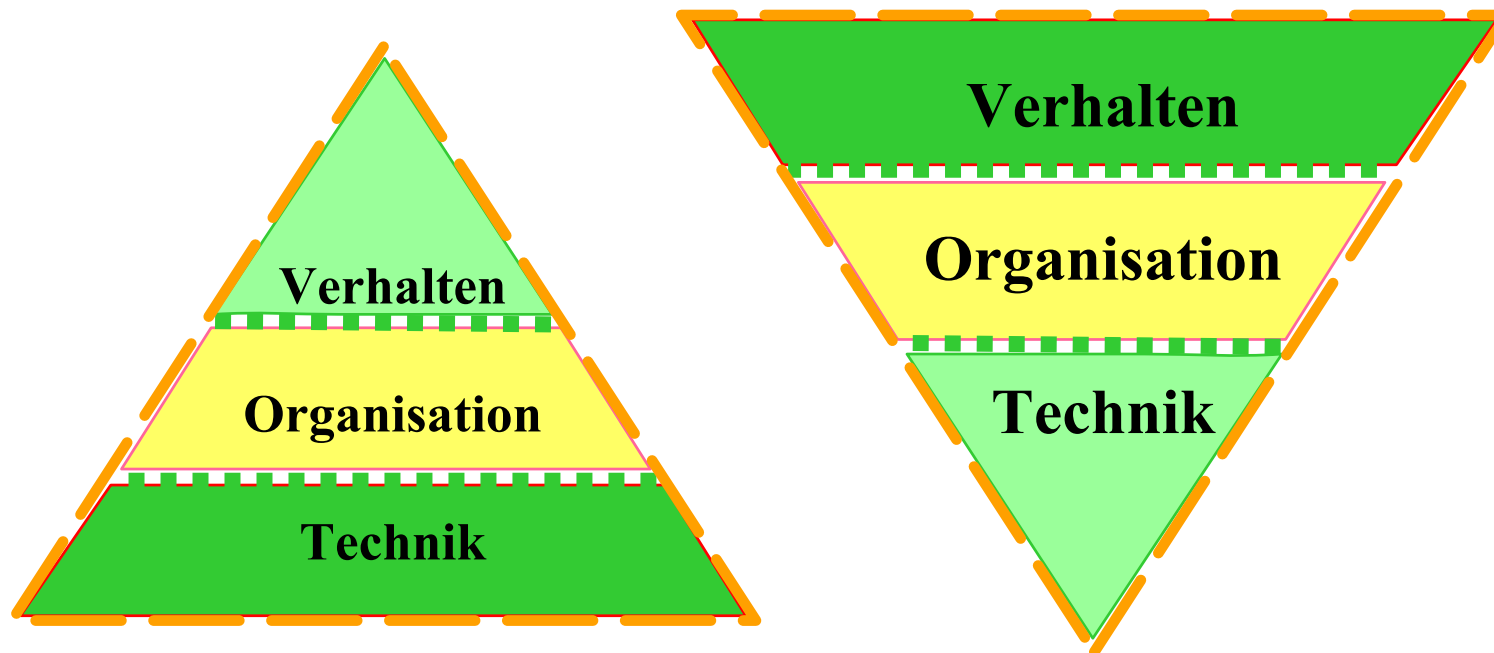 Verhalten
Organisation
Technik
Verhalten
Organisation
Technik